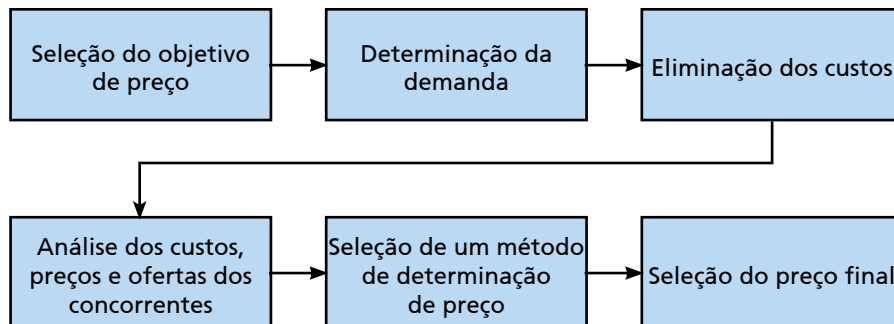 Seleção do objetivo
de preço
Determinação da
demanda
Eliminação dos custos
Análise dos custos,
preços e ofertas dos
concorrentes
Seleção de um método
de determinação
de preço
Seleção do preço final